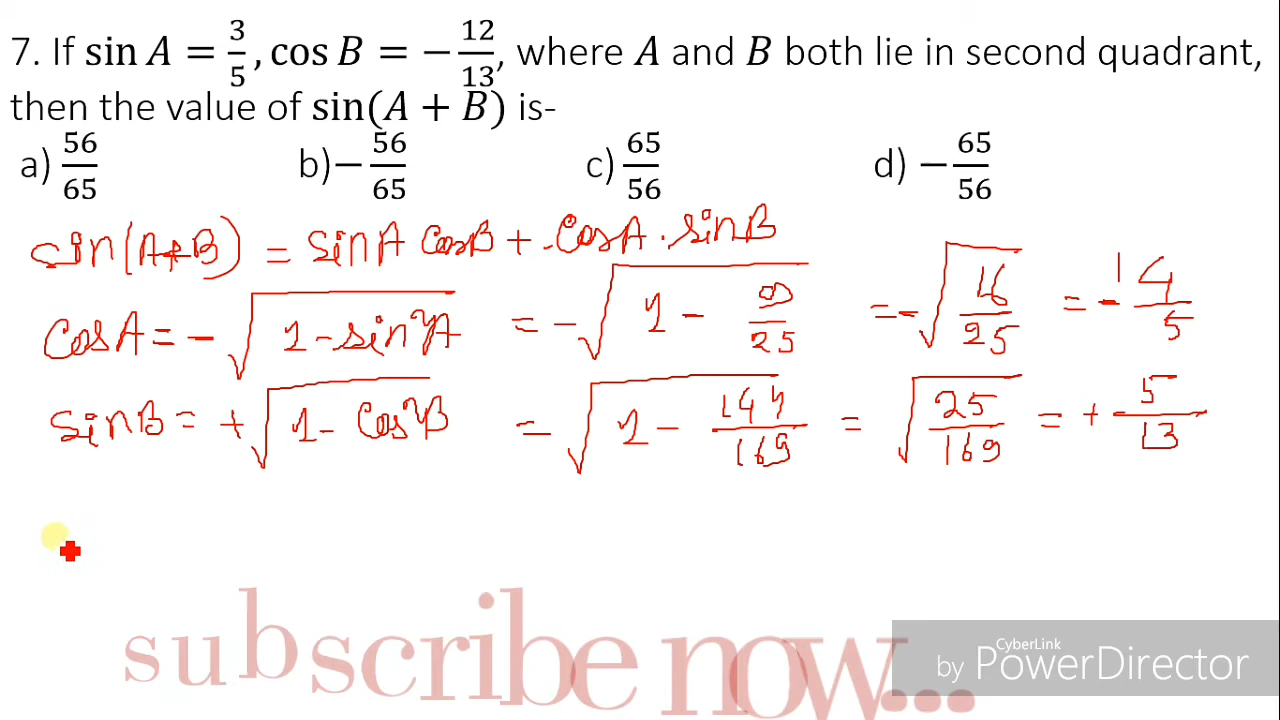 7. If sin A = 3/5, cos B = −12/13, where A and B both lie in second quadrant,
then the value of sin(A + B) is-
a) 56/65 b)−56/65 c) 65/56 d) −65/56
sin(A+B) = sinA cosB + cosA · sinB
cosA = −√(1−sin²A) = −√(1 − 9/25) = −√(16/25) = −4/5
sinB = +√(1−cos²B) = √(1 − 144/169) = √(25/169) = +5/13
subscribe now...
CyberLink
by PowerDirector